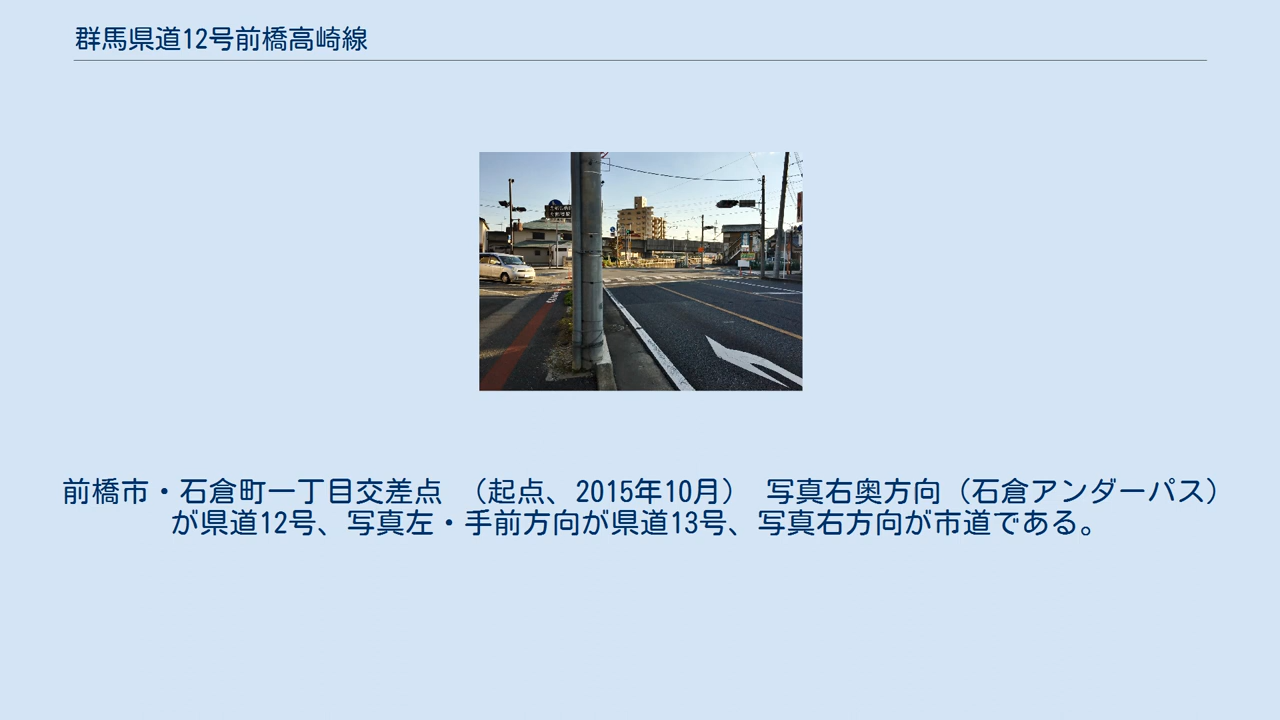 群馬県道12号前橋高崎線
前橋市・石倉町一丁目交差点　（起点、2015年10月）　写真右奥方向（石倉アンダーパス）
が県道12号、写真左・手前方向が県道13号、写真右方向が市道である。